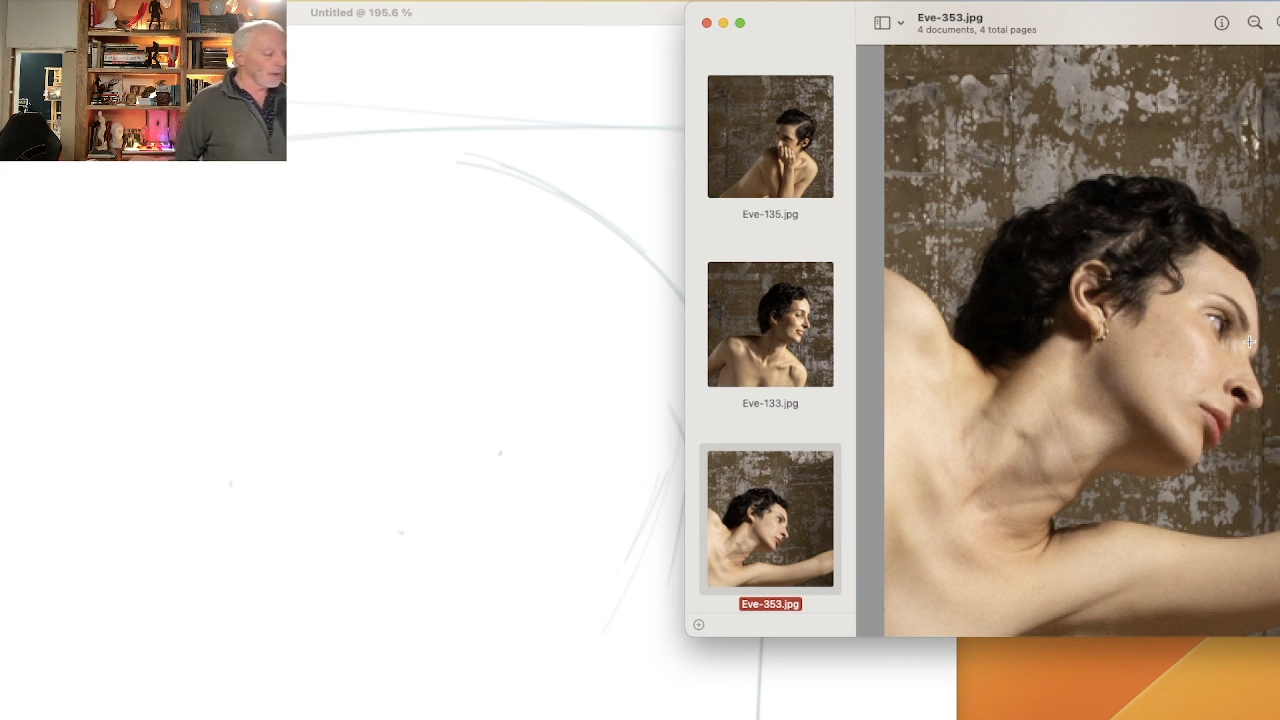 Untitled @ 195.6 %
Eve-353.jpg
4 documents, 4 total pages
Eve-135.jpg
Eve-133.jpg
Eve-353.jpg